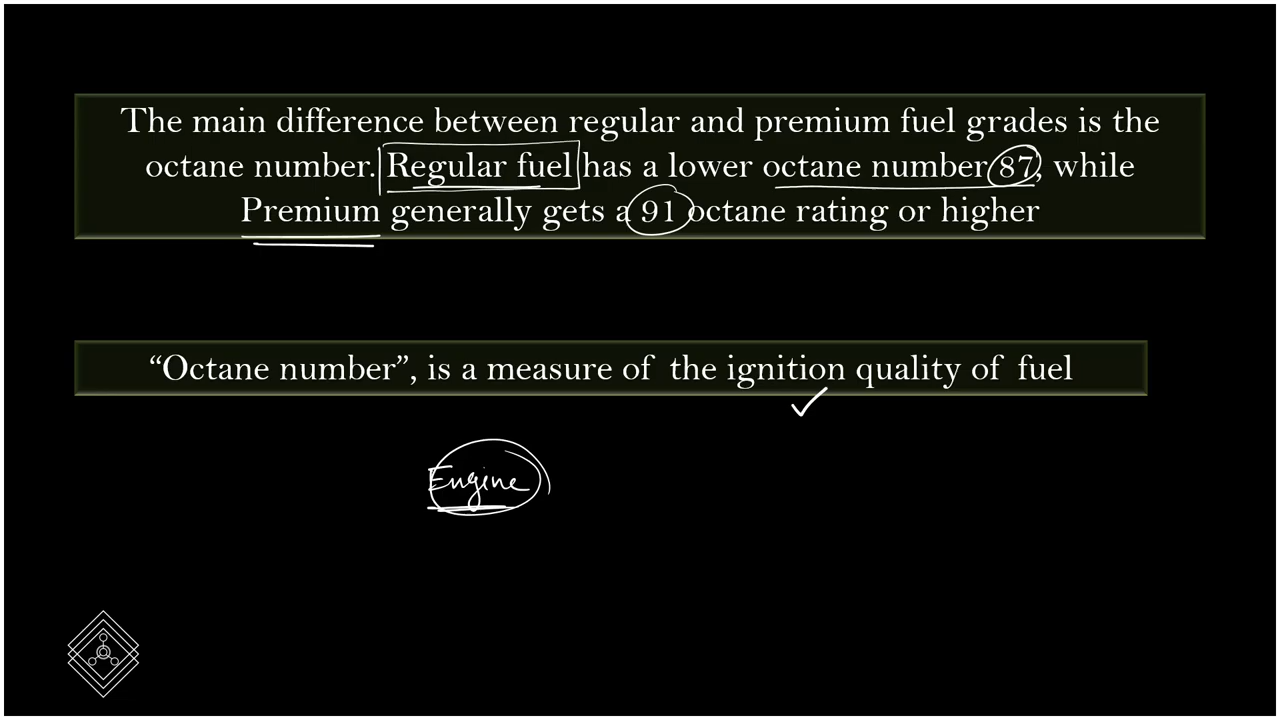 The main difference between regular and premium fuel grades is the
octane number. Regular fuel has a lower octane number 87, while
Premium generally gets a 91 octane rating or higher
“Octane number”, is a measure of the ignition quality of fuel
Engine